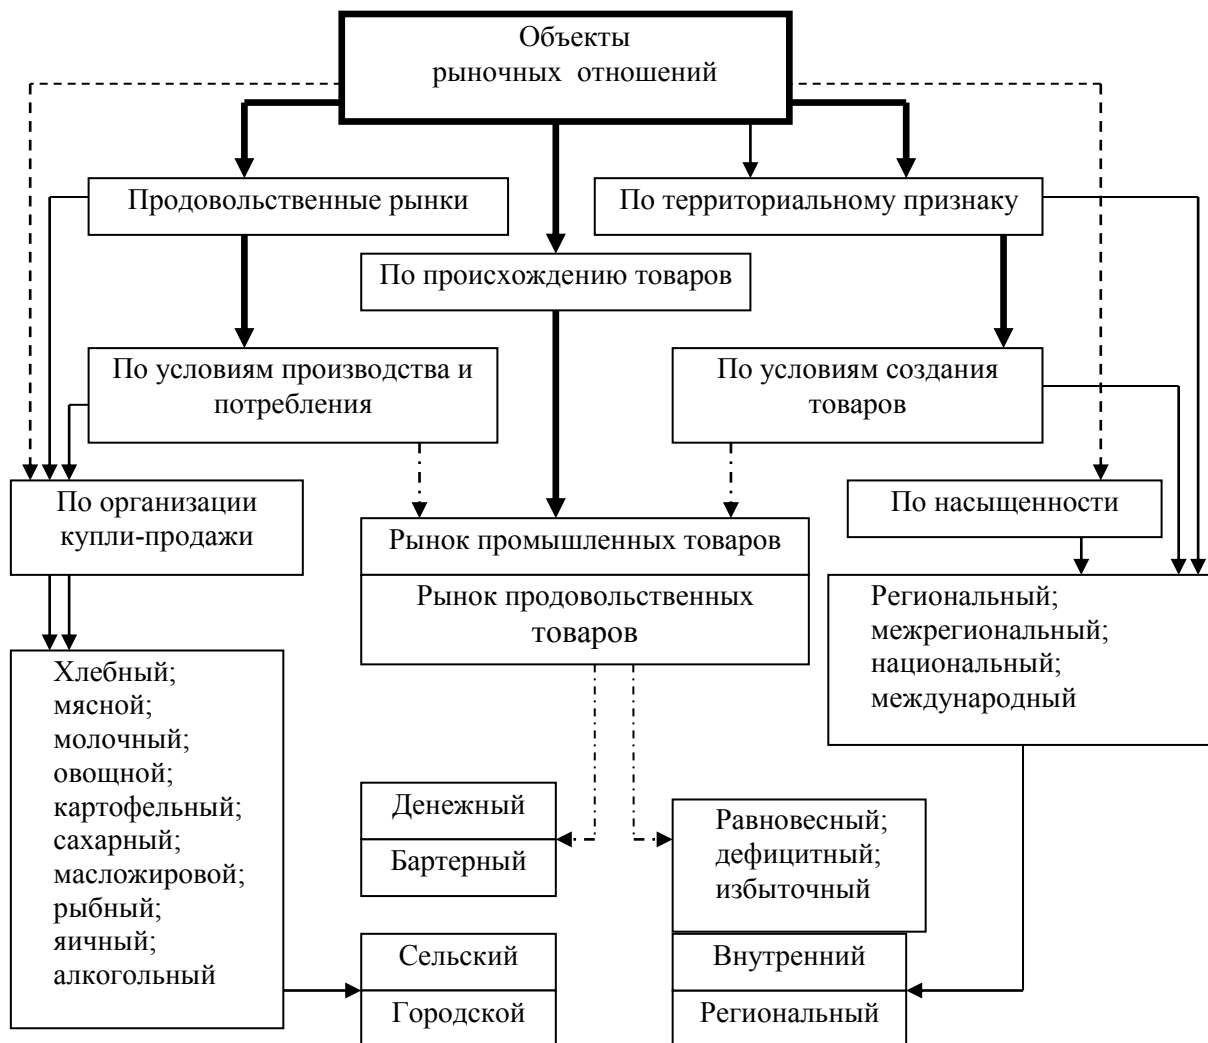 Объекты
рыночных отношений
Продовольственные рынки
По территориальному признаку
По происхождению товаров
По условиям производства и
потребления
По условиям создания
товаров
По организации
купли-продажи
По насыщенности
Рынок промышленных товаров
Рынок продовольственных
товаров
Региональный;
межрегиональный;
национальный;
международный
Хлебный;
мясной;
молочный;
овощной;
картофельный;
сахарный;
масложировой;
рыбный;
яичный;
алкогольный
Денежный
Бартерный
Равновесный;
дефицитный;
избыточный
Сельский
Городской
Внутренний
Региональный